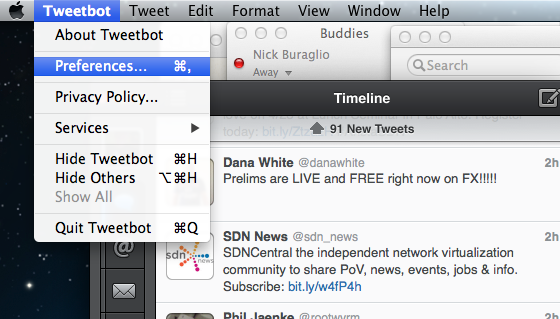 Tweetbot Tweet Edit Format View Window Help
About Tweetbot
Preferences... ⌘,
Privacy Policy...
Services
Hide Tweetbot ⌘H
Hide Others ⌥⌘H
Show All
Quit Tweetbot ⌘Q
Buddies
Nick Buraglio
Away
Search
Timeline
today: bit.ly/
91 New Tweets
Dana White @danawhite 2h
Prelims are LIVE and FREE right now on FX!!!!!
SDN News @sdn_news 2h
SDNCentral the independent network virtualization
community to share PoV, news, events, jobs & info.
Subscribe: bit.ly/w4fP4h
sdn
news
Phil Jaenke @rootwyrm 2h